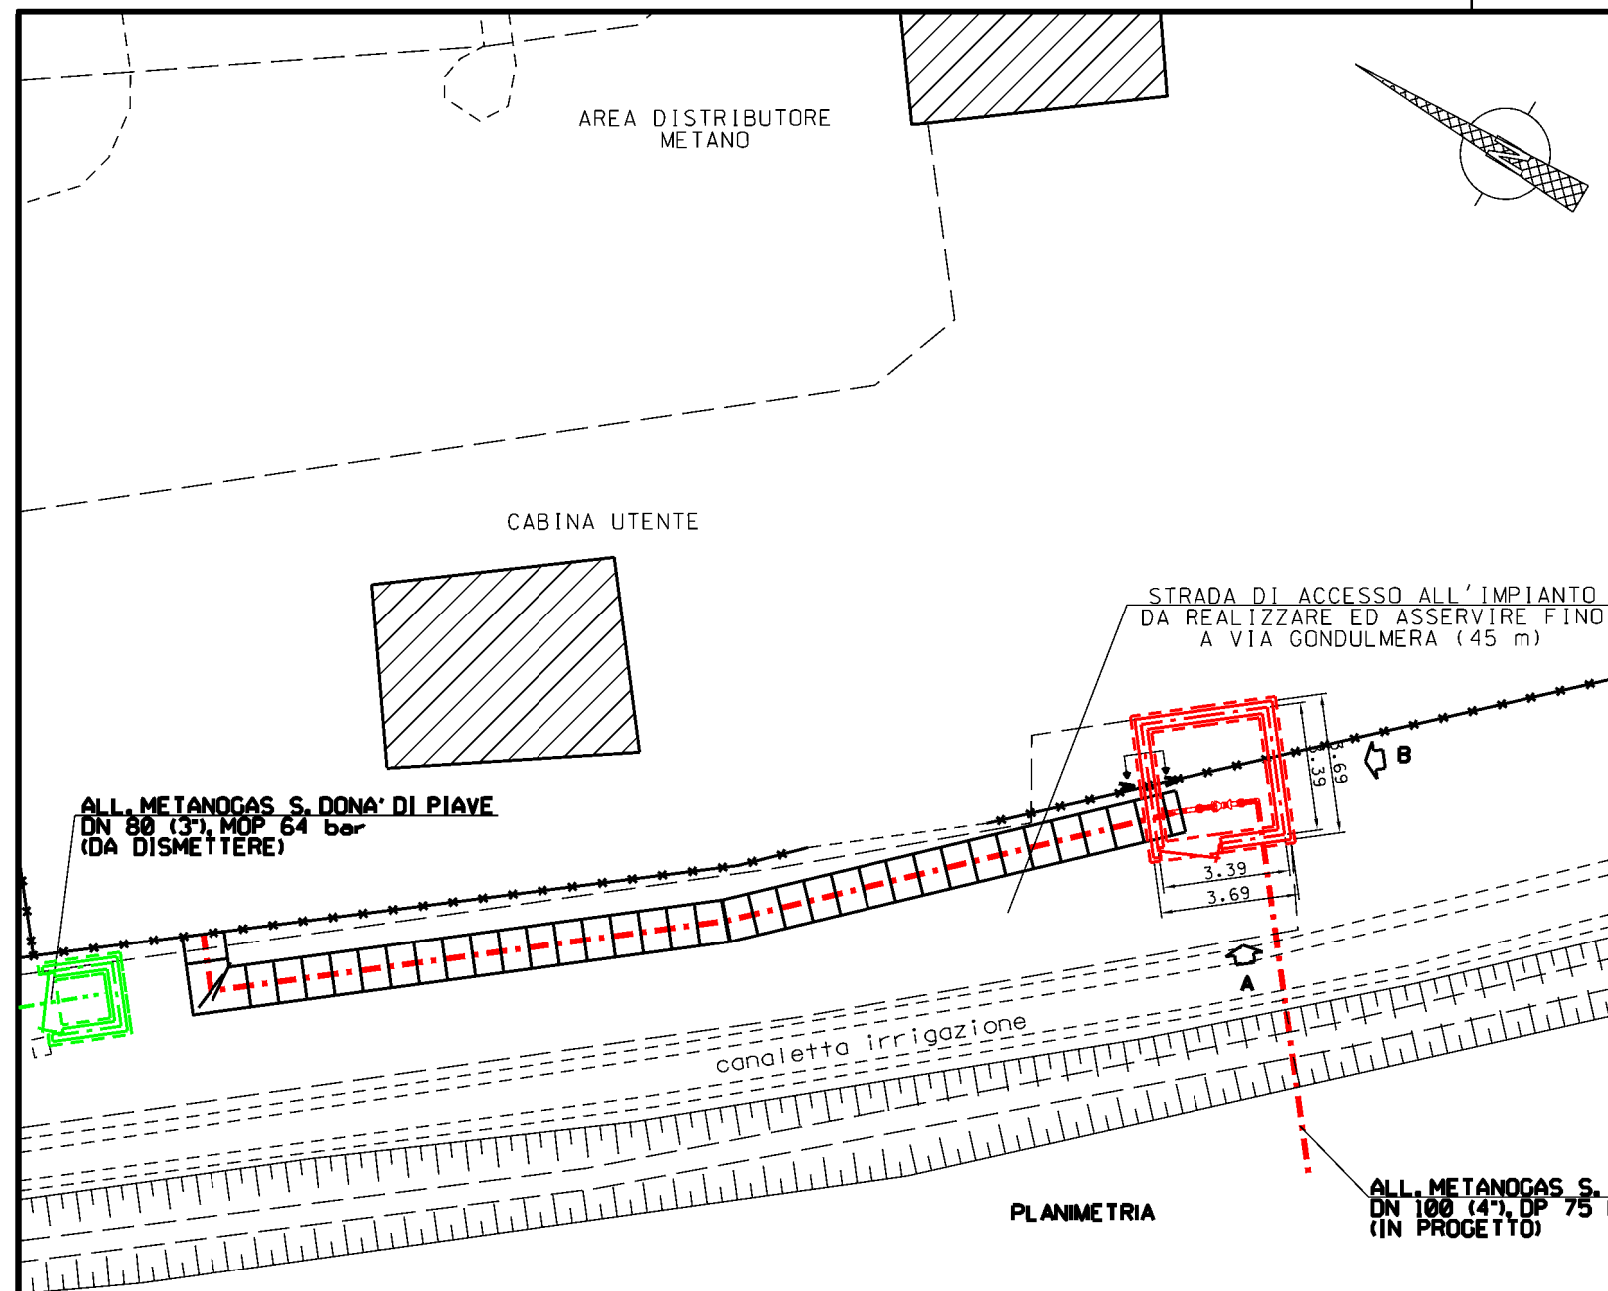 AREA DISTRIBUTORE
METANO
N
CABINA UTENTE
STRADA DI ACCESSO ALL'IMPIANTO
DA REALIZZARE ED ASSERVIRE FINO
A VIA GONDULMERA (45 m)
B
3.69
3.39
ALL. METANOGAS S. DONA' DI PIAVE
DN 80 (3"), MOP 64 bar
(DA DISMETTERE)
3.39
3.69
A
canaletta irrigazione
PLANIMETRIA
ALL. METANOGAS S.
DN 100 (4"), DP 75
(IN PROGETTO)